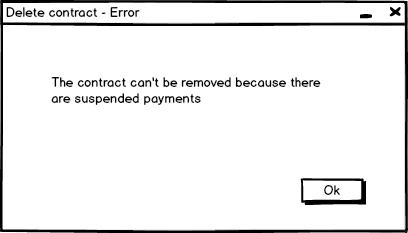 Delete contract - Error
The contract can't be removed because there
are suspended payments
Ok